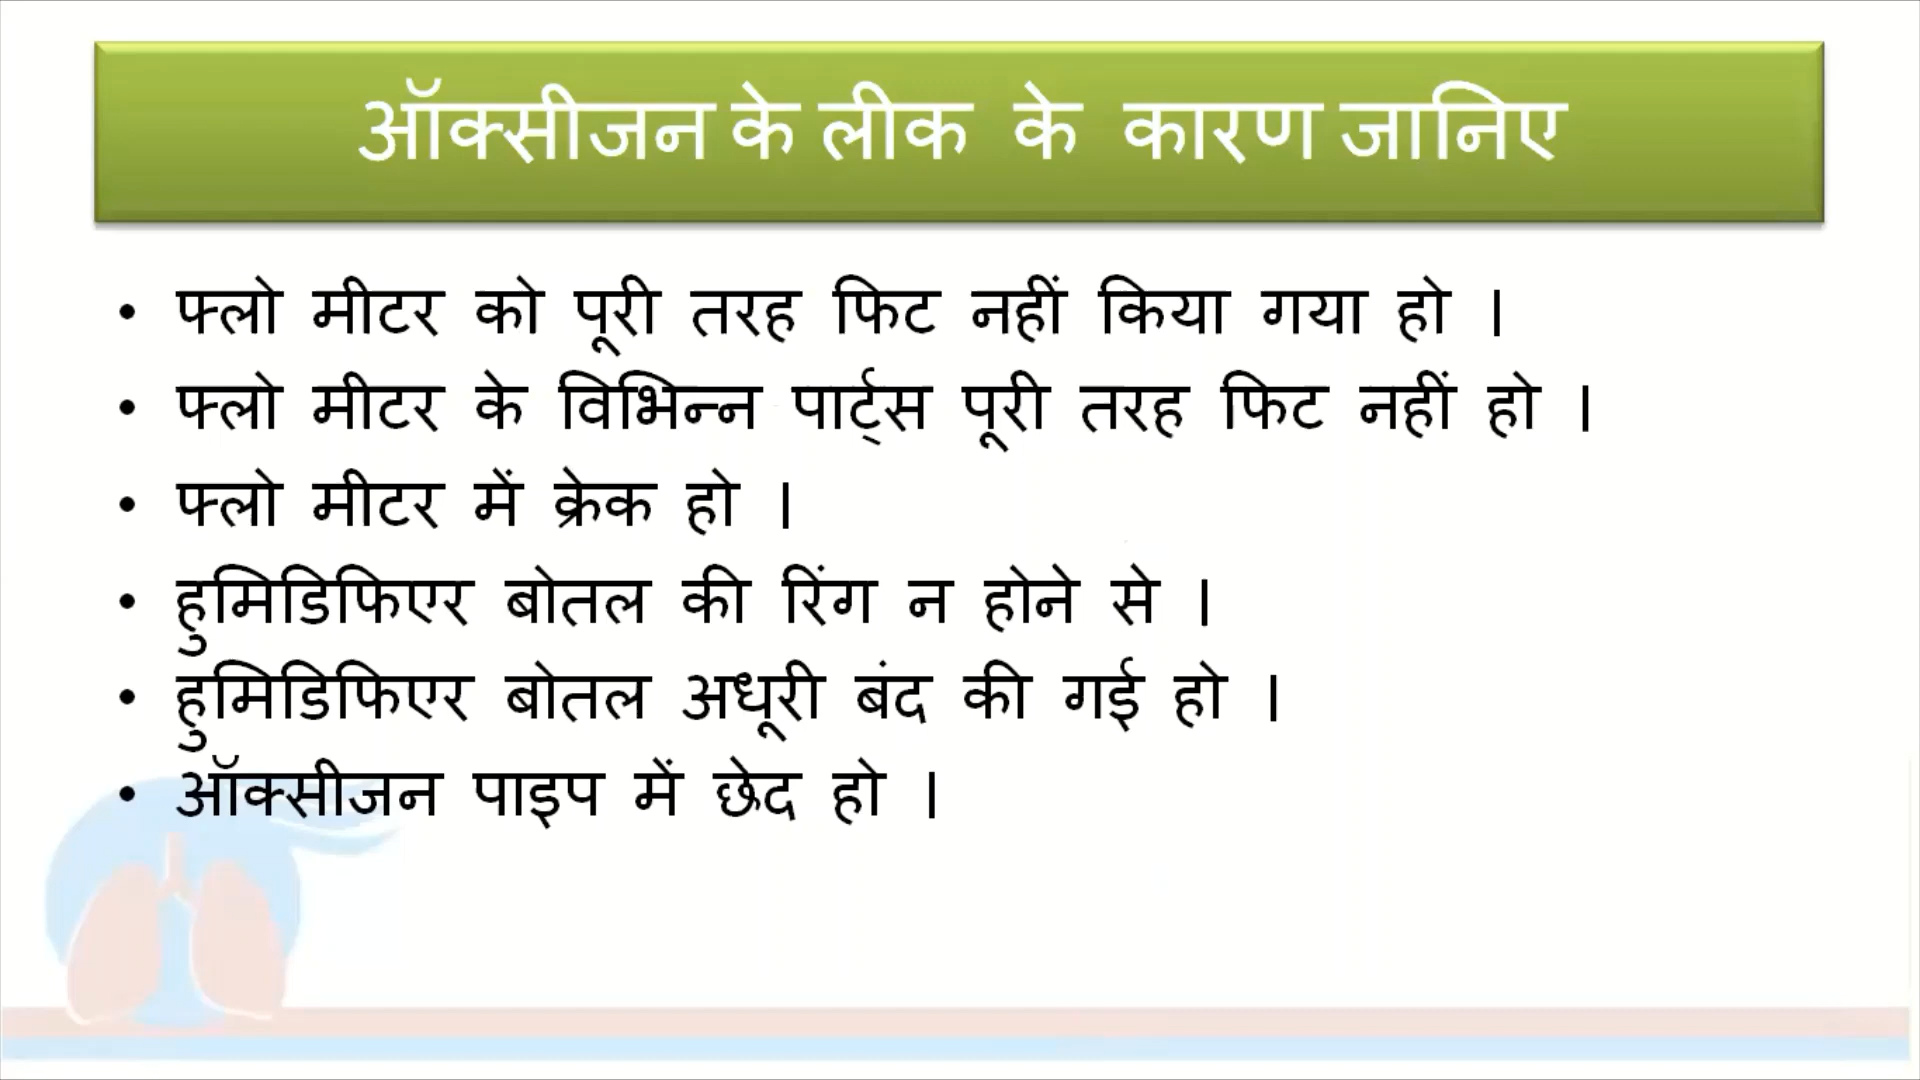 ऑक्सीजन के लीक के कारण जानिए
• फ्लो मीटर को पूरी तरह फिट नहीं किया गया हो ।
• फ्लो मीटर के विभिन्न पार्ट्स पूरी तरह फिट नहीं हो ।
• फ्लो मीटर में क्रेक हो ।
• हुमिडिफिएर बोतल की रिंग न होने से ।
• हुमिडिफिएर बोतल अधूरी बंद की गई हो ।
• ऑक्सीजन पाइप में छेद हो ।